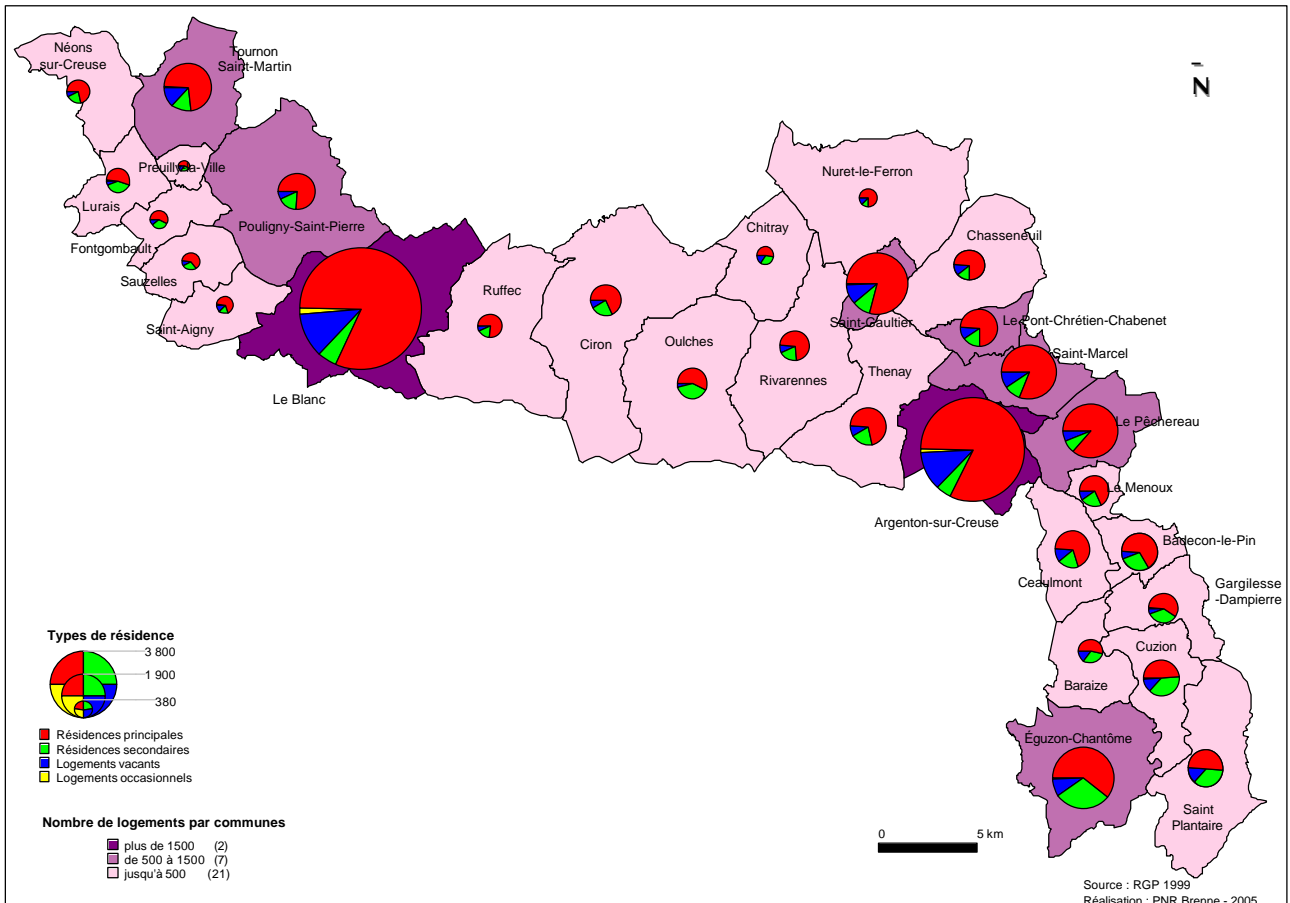 Néons
sur-Creuse
Tournon
Saint-Martin
N
Preuilly-la-Ville
Lurais
Pouligny-Saint-Pierre
Fontgombault
Sauzelles
Saint-Aigny
Le Blanc
Ruffec
Ciron
Oulches
Chitray
Nuret-le-Ferron
Chasseneuil
Saint-Gaultier
Le Pont-Chrétien-Chabenet
Rivarennes
Thenay
Saint-Marcel
Le Pêchereau
Argenton-sur-Creuse
Le Menoux
Badecon-le-Pin
Ceaulmont
Gargilesse
-Dampierre
Cuzion
Baraize
Éguzon-Chantôme
Saint
Plantaire
Types de résidence
3 800
1 900
380
Résidences principales
Résidences secondaires
Logements vacants
Logements occasionnels
Nombre de logements par communes
plus de 1500 (2)
de 500 à 1500 (7)
jusqu'à 500 (21)
0 5 km
Source : RGP 1999
Réalisation : PNR Brenne - 2005